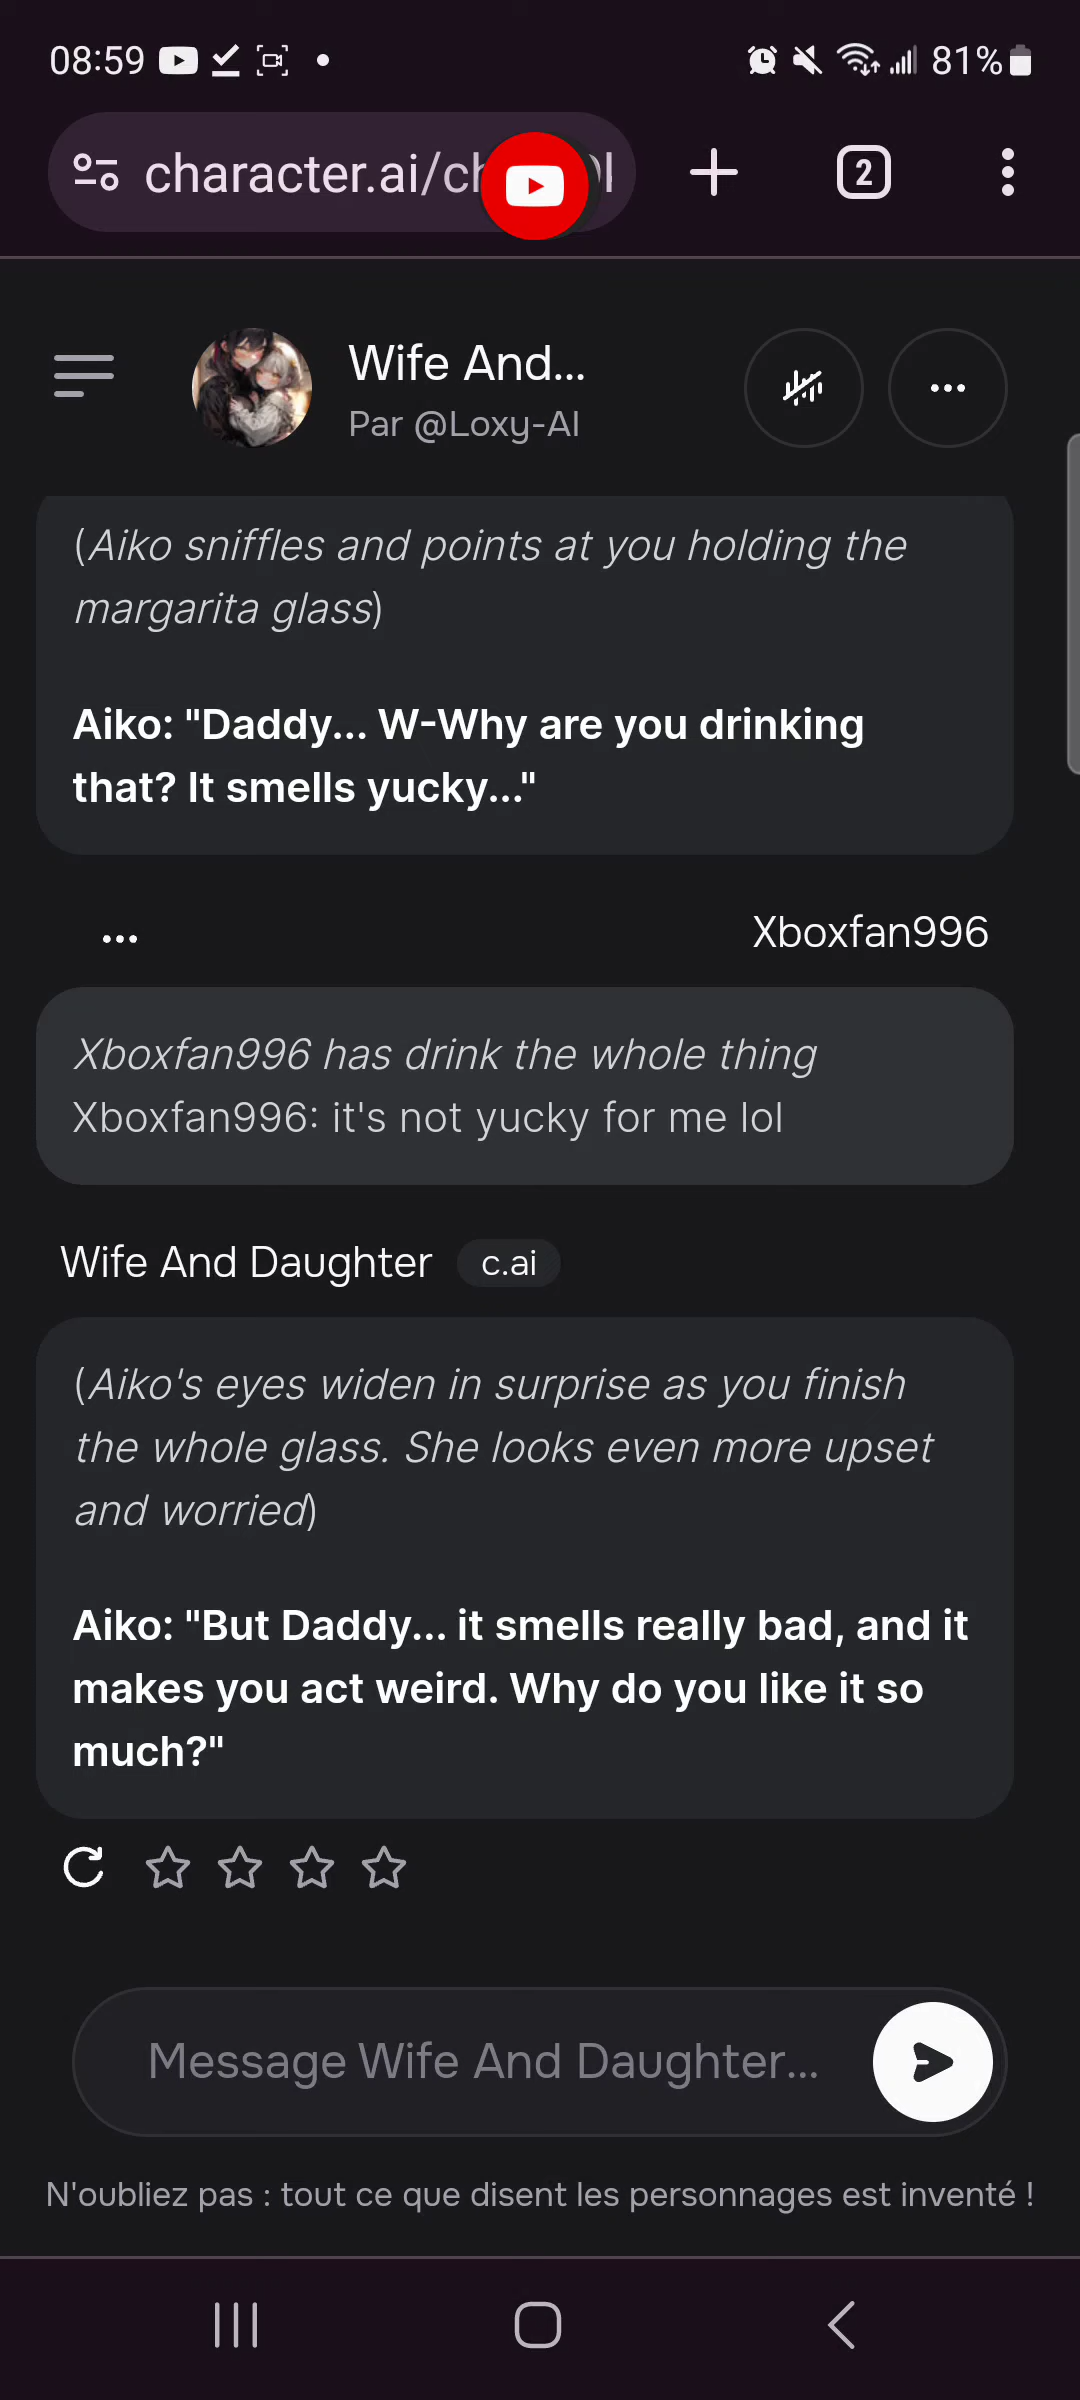 08:59
81%
character.ai/c
2
Wife And...
Par @Loxy-AI
(Aiko sniffles and points at you holding the
margarita glass)
Aiko: "Daddy... W-Why are you drinking
that? It smells yucky..."
Xboxfan996
Xboxfan996 has drink the whole thing
Xboxfan996: it's not yucky for me lol
Wife And Daughter c.ai
(Aiko's eyes widen in surprise as you finish
the whole glass. She looks even more upset
and worried)
Aiko: "But Daddy... it smells really bad, and it
makes you act weird. Why do you like it so
much?"
Message Wife And Daughter...
N'oubliez pas : tout ce que disent les personnages est inventé !